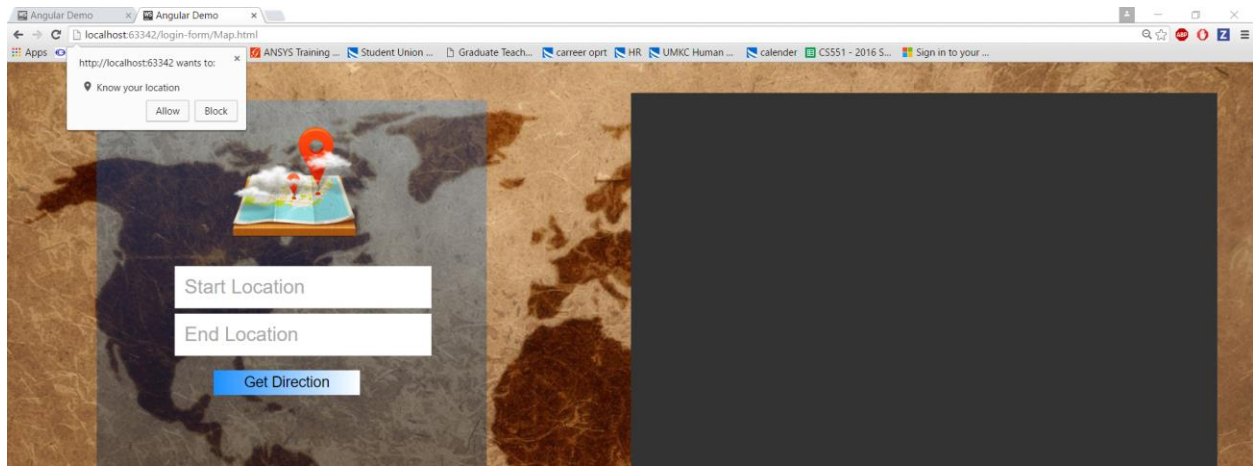 Angular Demo
Angular Demo
localhost:63342/login-form/Map.html
Apps
ANSYS Training ...
Student Union ...
Graduate Teach...
carreer oprt
HR
UMKC Human ...
calender
CS551 - 2016 S...
Sign in to your ...
http://localhost:63342 wants to:
Know your location
Allow
Block
Start Location
End Location
Get Direction
ABP
Z